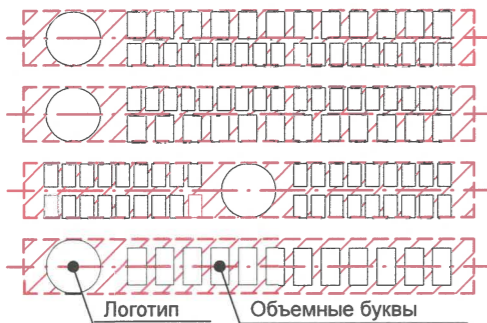 Логотип
Объемные буквы